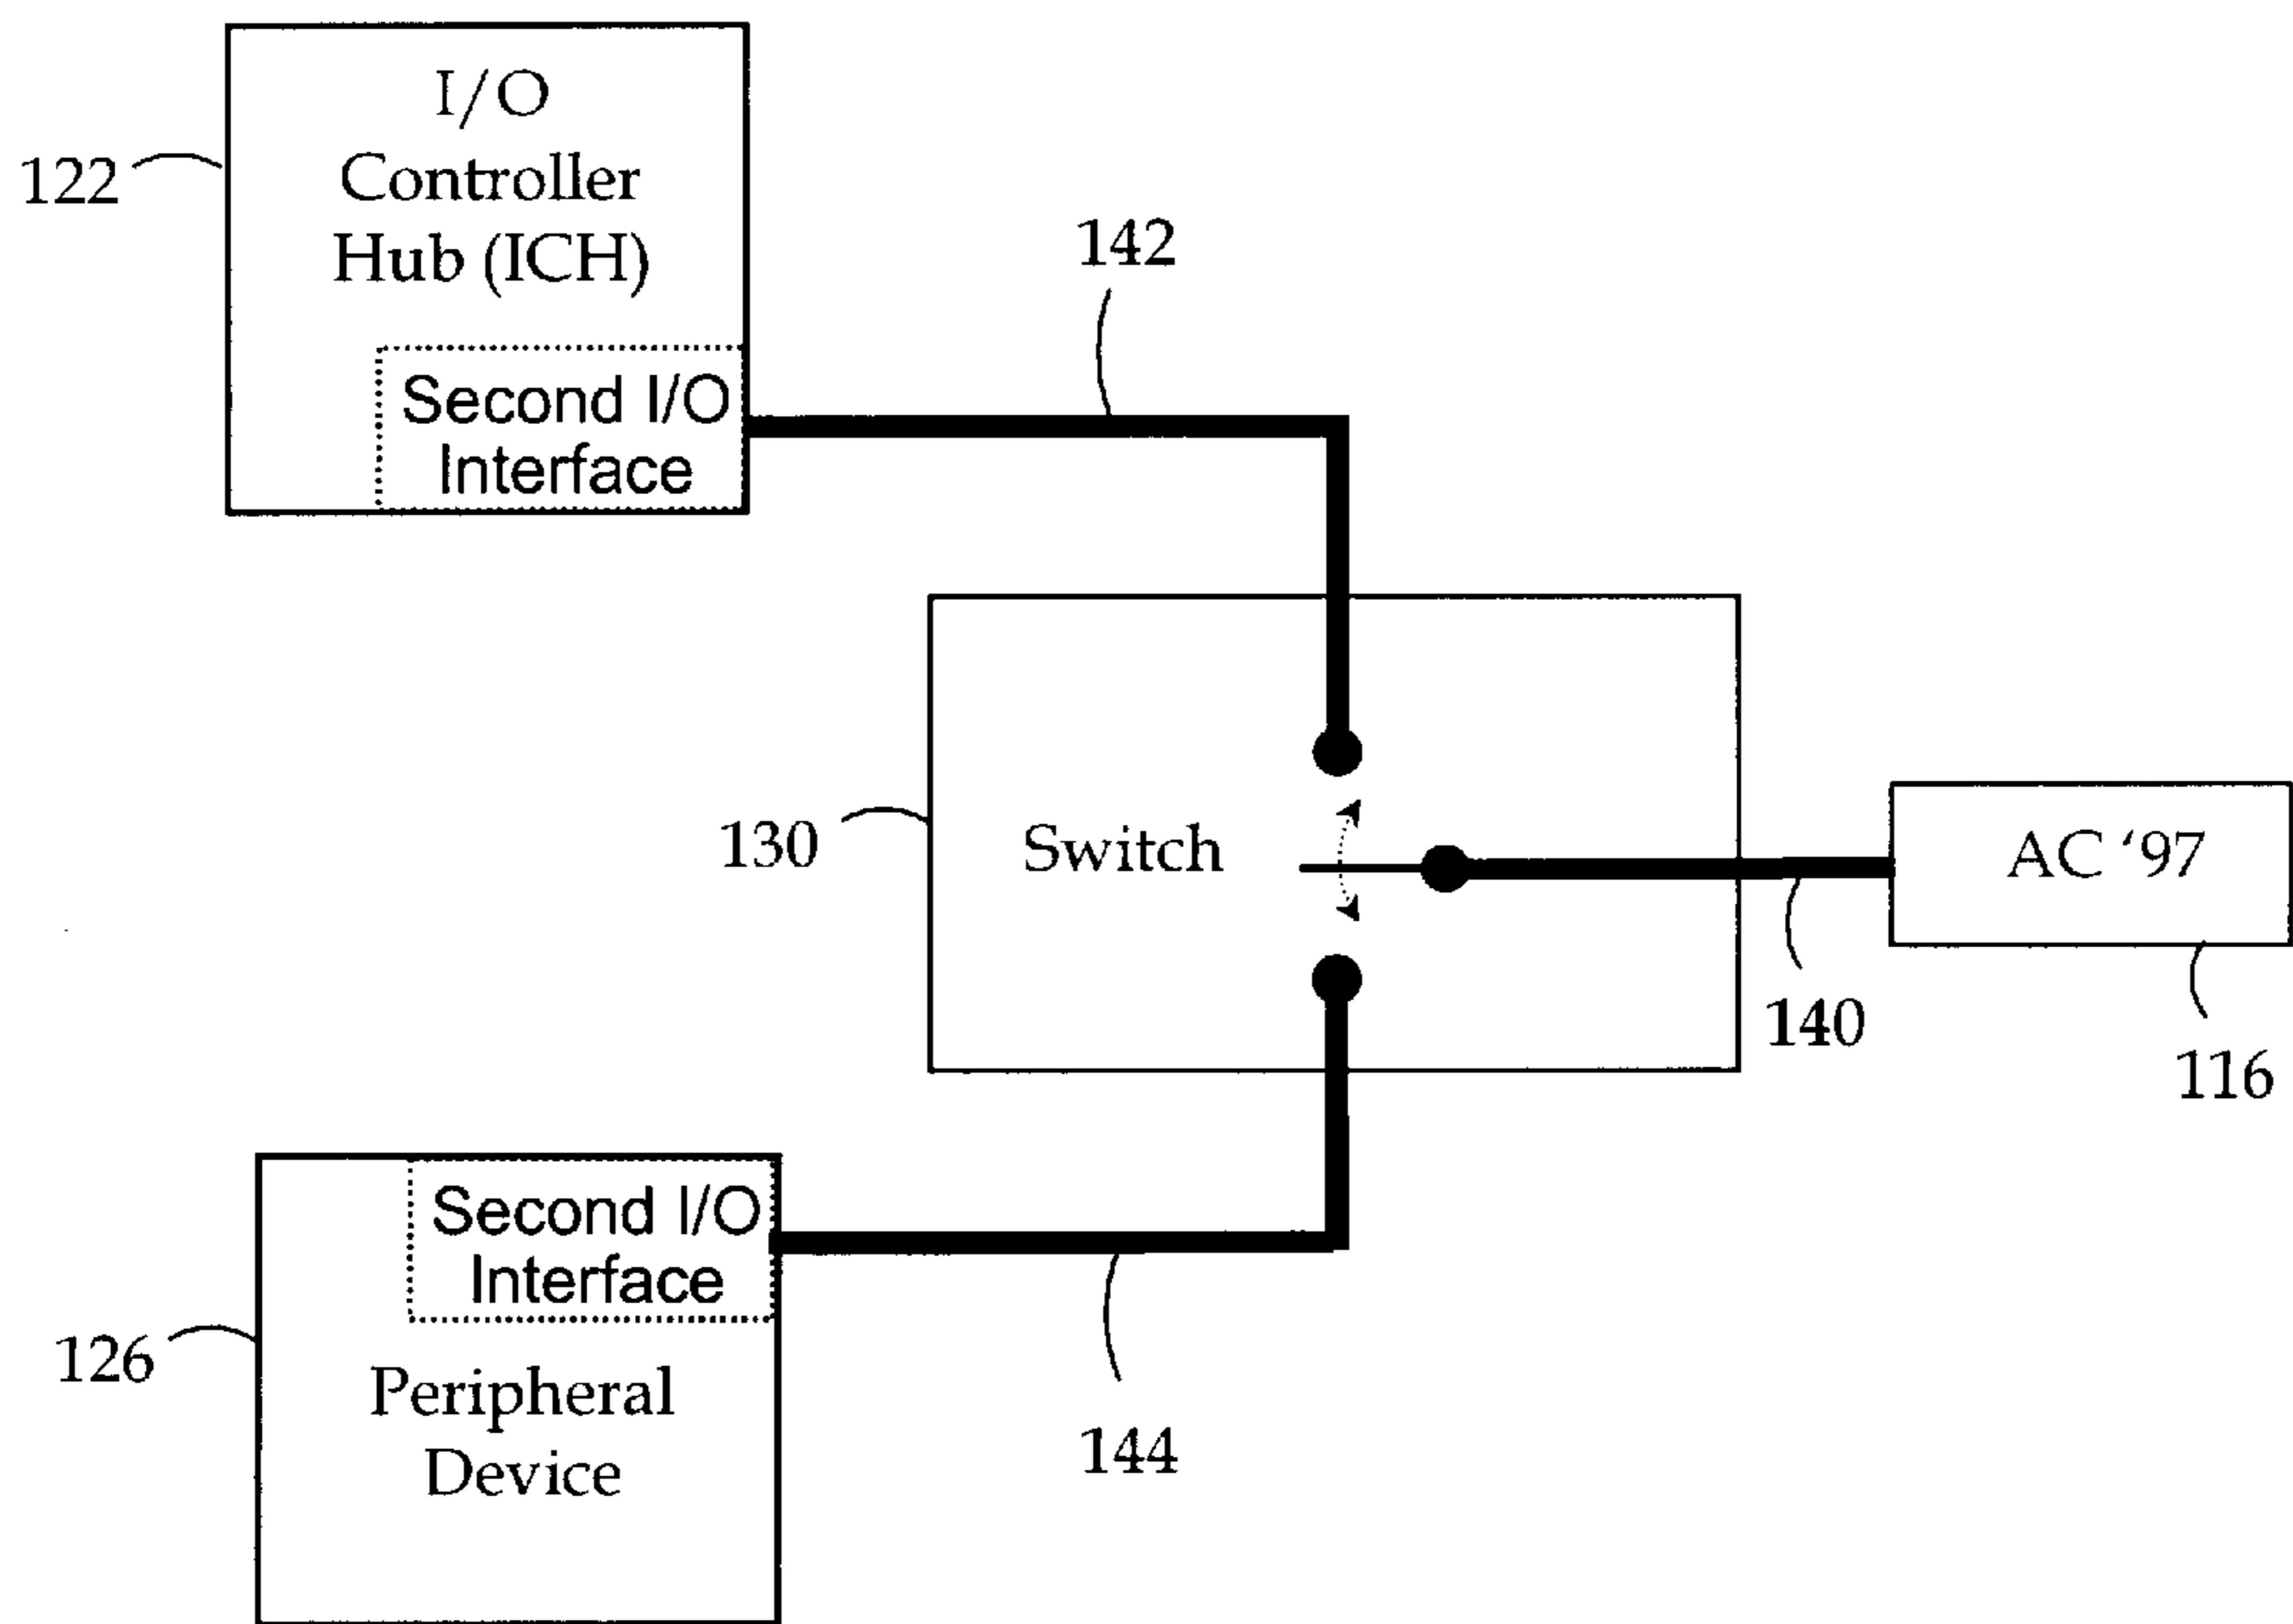 I/O
Controller
Hub (ICH)
122
142
Second I/O
Interface
130
Switch
AC '97
140
116
Second I/O
Interface
126
Peripheral
Device
144